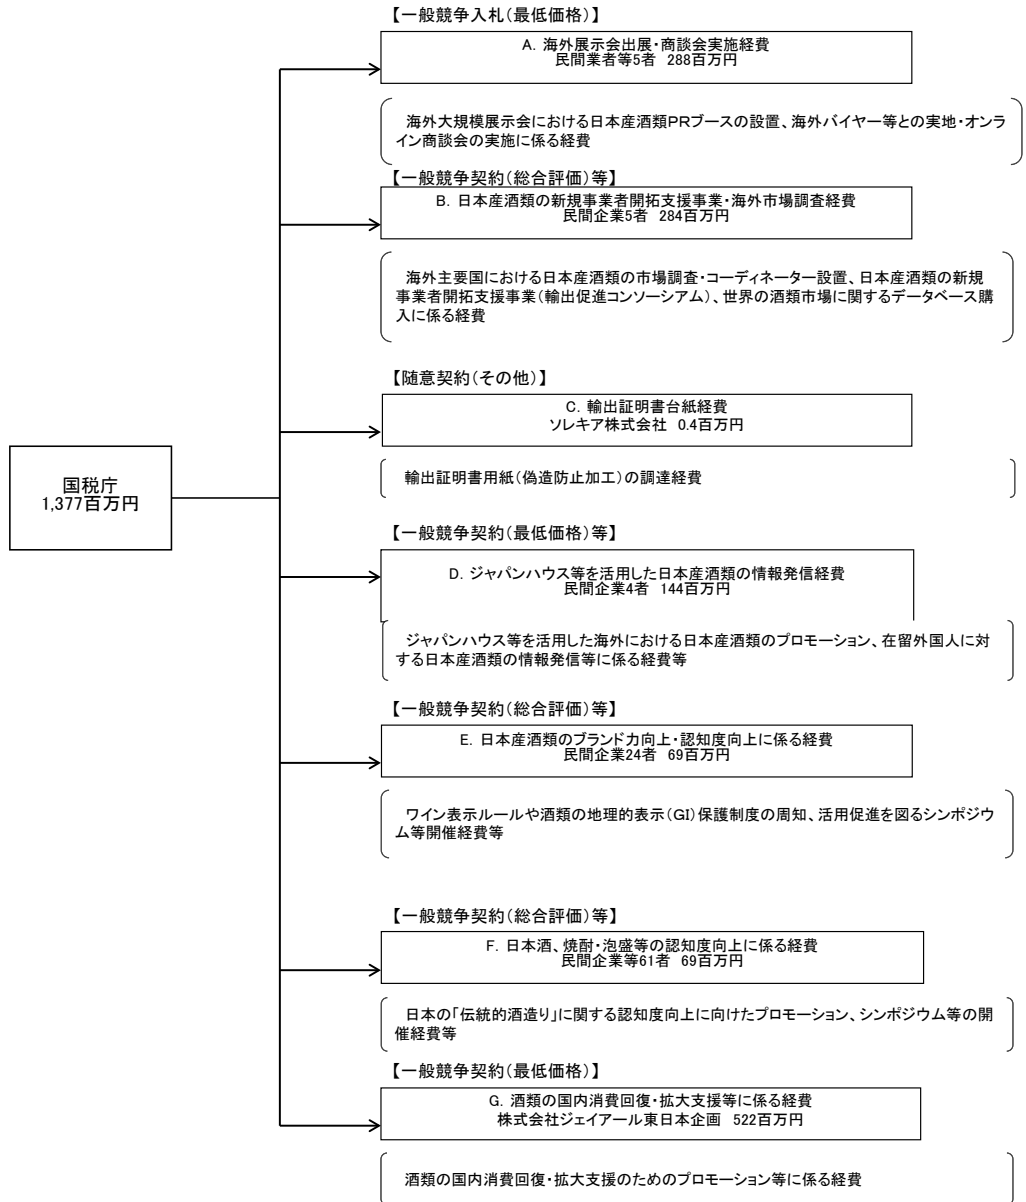 【一般競争入札(最低価格)】
A. 海外展示会出展・商談会実施経費
民間業者等5者 288百万円
海外大規模展示会における日本産酒類PRブースの設置、海外バイヤー等との実地・オンラ
イン商談会の実施に係る経費
【一般競争契約(総合評価)等】
B. 日本産酒類の新規事業者開拓支援事業・海外市場調査経費
民間企業5者 284百万円
海外主要国における日本産酒類の市場調査・コーディネーター設置、日本産酒類の新規
事業者開拓支援事業(輸出促進コンソーシアム)、世界の酒類市場に関するデータベース購
入に係る経費
【随意契約(その他)】
C. 輸出証明書台紙経費
ソレキア株式会社 0.4百万円
輸出証明書用紙(偽造防止加工)の調達経費
国税庁
1,377百万円
【一般競争契約(最低価格)等】
D. ジャパンハウス等を活用した日本産酒類の情報発信経費
民間企業4者 144百万円
ジャパンハウス等を活用した海外における日本産酒類のプロモーション、在留外国人に対
する日本産酒類の情報発信等に係る経費等
【一般競争契約(総合評価)等】
E. 日本産酒類のブランド力向上・認知度向上に係る経費
民間企業24者 69百万円
ワイン表示ルールや酒類の地理的表示(GI)保護制度の周知、活用促進を図るシンポジウ
ム等開催経費等
【一般競争契約(総合評価)等】
F. 日本酒、焼酎・泡盛等の認知度向上に係る経費
民間企業等61者 69百万円
日本の「伝統的酒造り」に関する認知度向上に向けたプロモーション、シンポジウム等の開
催経費等
【一般競争契約(最低価格)】
G. 酒類の国内消費回復・拡大支援等に係る経費
株式会社ジェイアール東日本企画 522百万円
酒類の国内消費回復・拡大支援のためのプロモーション等に係る経費